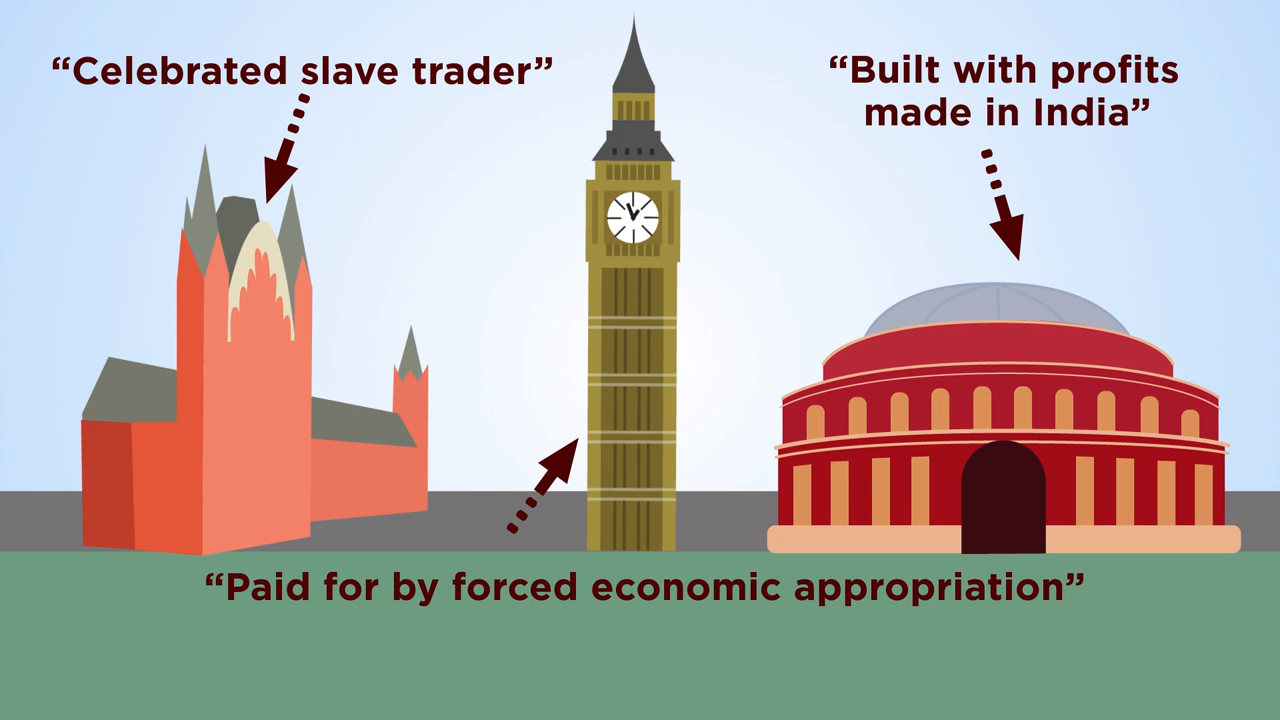 “Celebrated slave trader”
“Built with profits
made in India”
“Paid for by forced economic appropriation”